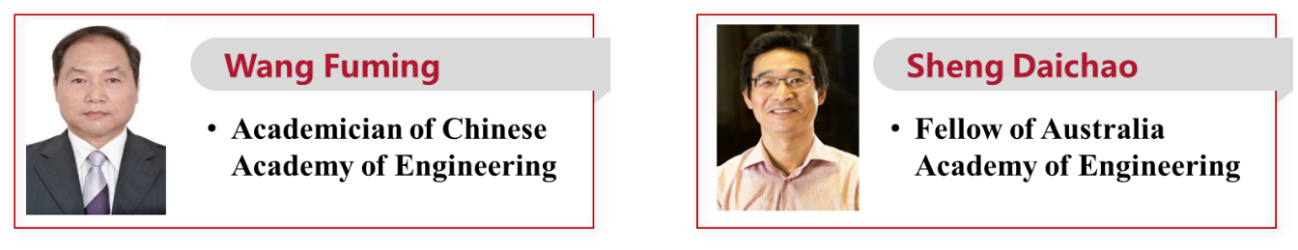 Wang Fuming
• Academician of Chinese
Academy of Engineering
Sheng Daichao
• Fellow of Australia
Academy of Engineering